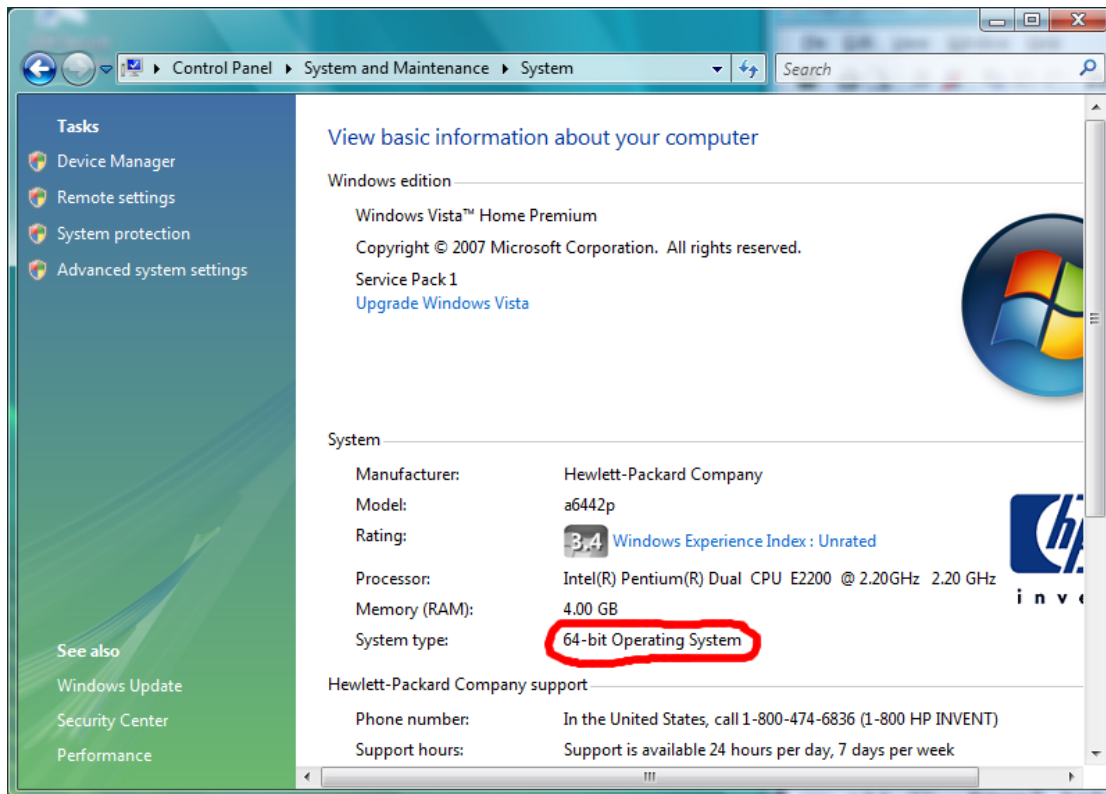 Control Panel System and Maintenance System
Search
Tasks
Device Manager
Remote settings
System protection
Advanced system settings
See also
Windows Update
Security Center
Performance
View basic information about your computer
Windows edition
Windows Vista™ Home Premium
Copyright © 2007 Microsoft Corporation. All rights reserved.
Service Pack 1
Upgrade Windows Vista
System
Manufacturer: Hewlett-Packard Company
Model: a6442p
Rating: 3.4 Windows Experience Index : Unrated
Processor: Intel(R) Pentium(R) Dual CPU E2200 @ 2.20GHz 2.20 GHz
Memory (RAM): 4.00 GB
System type: 64-bit Operating System
hp
inve
Hewlett-Packard Company support
Phone number: In the United States, call 1-800-474-6836 (1-800 HP INVENT)
Support hours: Support is available 24 hours per day, 7 days per week